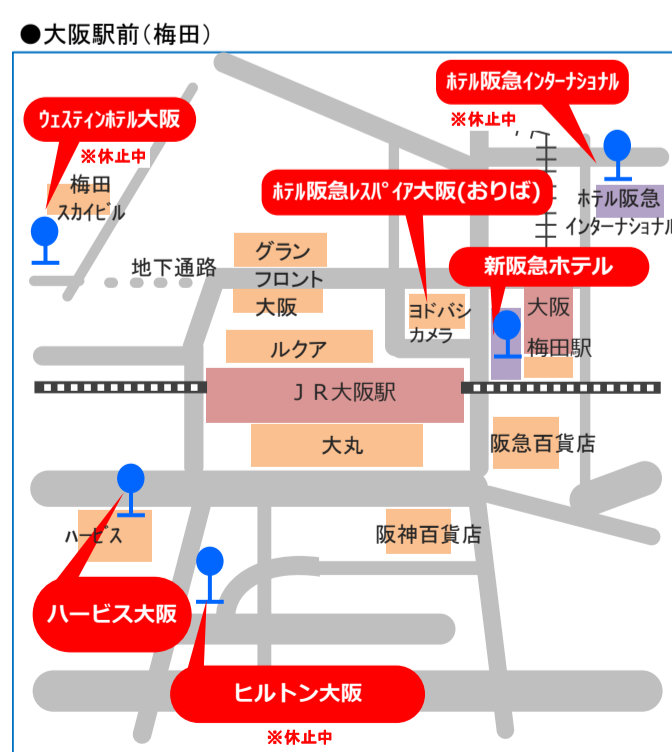 ●大阪駅前(梅田)
ホテル阪急インターナショナル
※休止中
ウェスティンホテル大阪
※休止中
梅田
スカイビル
ホテル阪急レスパイア大阪(おりば)
ホテル阪急
インターナショナル
新阪急ホテル
地下通路
グラン
フロント
大阪
ヨドバシ
カメラ
大阪
梅田駅
ルクア
JR大阪駅
大丸
阪急百貨店
ハービス
阪神百貨店
ハービス大阪
ヒルトン大阪
※休止中